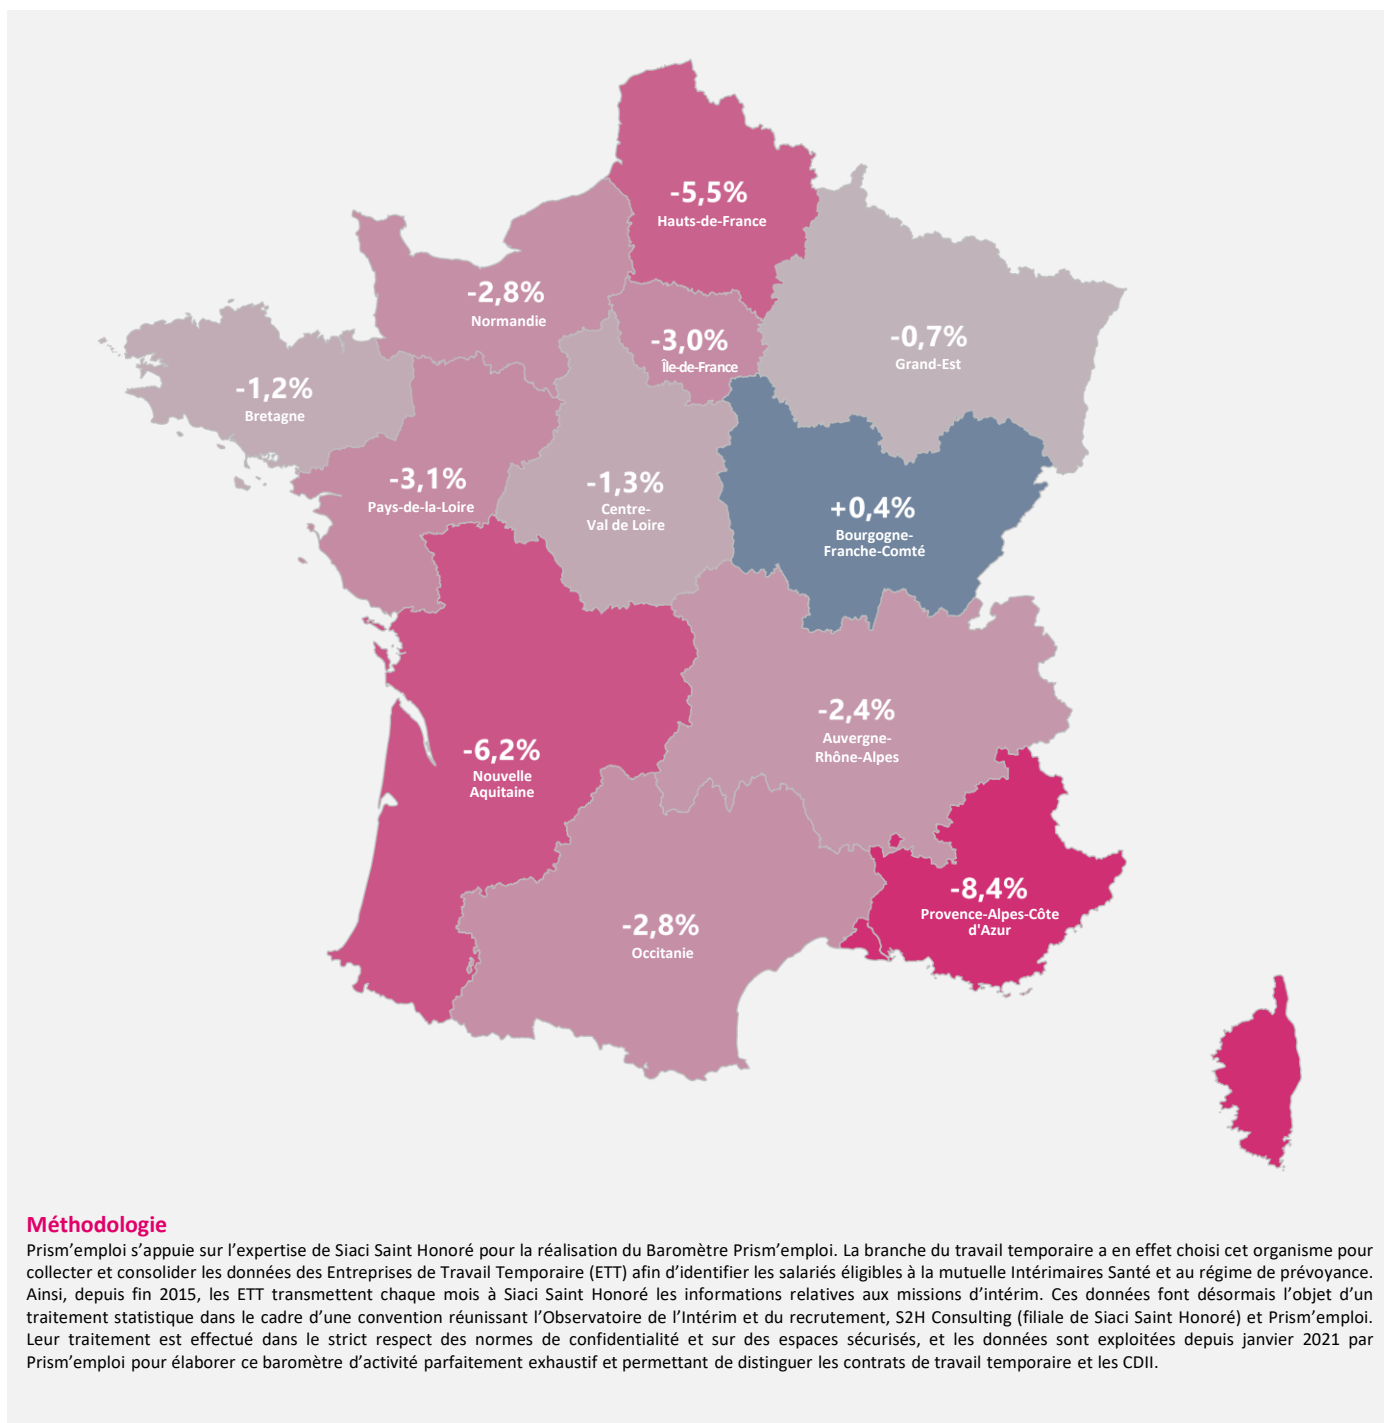 -5,5%
Hauts-de-France
-2,8%
Normandie
-3,0%
Île-de-France
-0,7%
Grand-Est
-1,2%
Bretagne
-3,1%
Pays-de-la-Loire
-1,3%
Centre-
Val de Loire
+0,4%
Bourgogne-
Franche-Comté
-2,4%
Auvergne-
Rhône-Alpes
-6,2%
Nouvelle
Aquitaine
-8,4%
Provence-Alpes-Côte
d'Azur
-2,8%
Occitanie
Méthodologie
Prism’emploi s’appuie sur l’expertise de Siaci Saint Honoré pour la réalisation du Baromètre Prism’emploi. La branche du travail temporaire a en effet choisi cet organisme pour
collecter et consolider les données des Entreprises de Travail Temporaire (ETT) afin d’identifier les salariés éligibles à la mutuelle Intérimaires Santé et au régime de prévoyance.
Ainsi, depuis fin 2015, les ETT transmettent chaque mois à Siaci Saint Honoré les informations relatives aux missions d’intérim. Ces données font désormais l’objet d’un
traitement statistique dans le cadre d’une convention réunissant l’Observatoire de l’Intérim et du recrutement, S2H Consulting (filiale de Siaci Saint Honoré) et Prism’emploi.
Leur traitement est effectué dans le strict respect des normes de confidentialité et sur des espaces sécurisés, et les données sont exploitées depuis janvier 2021 par
Prism’emploi pour élaborer ce baromètre d’activité parfaitement exhaustif et permettant de distinguer les contrats de travail temporaire et les CDII.